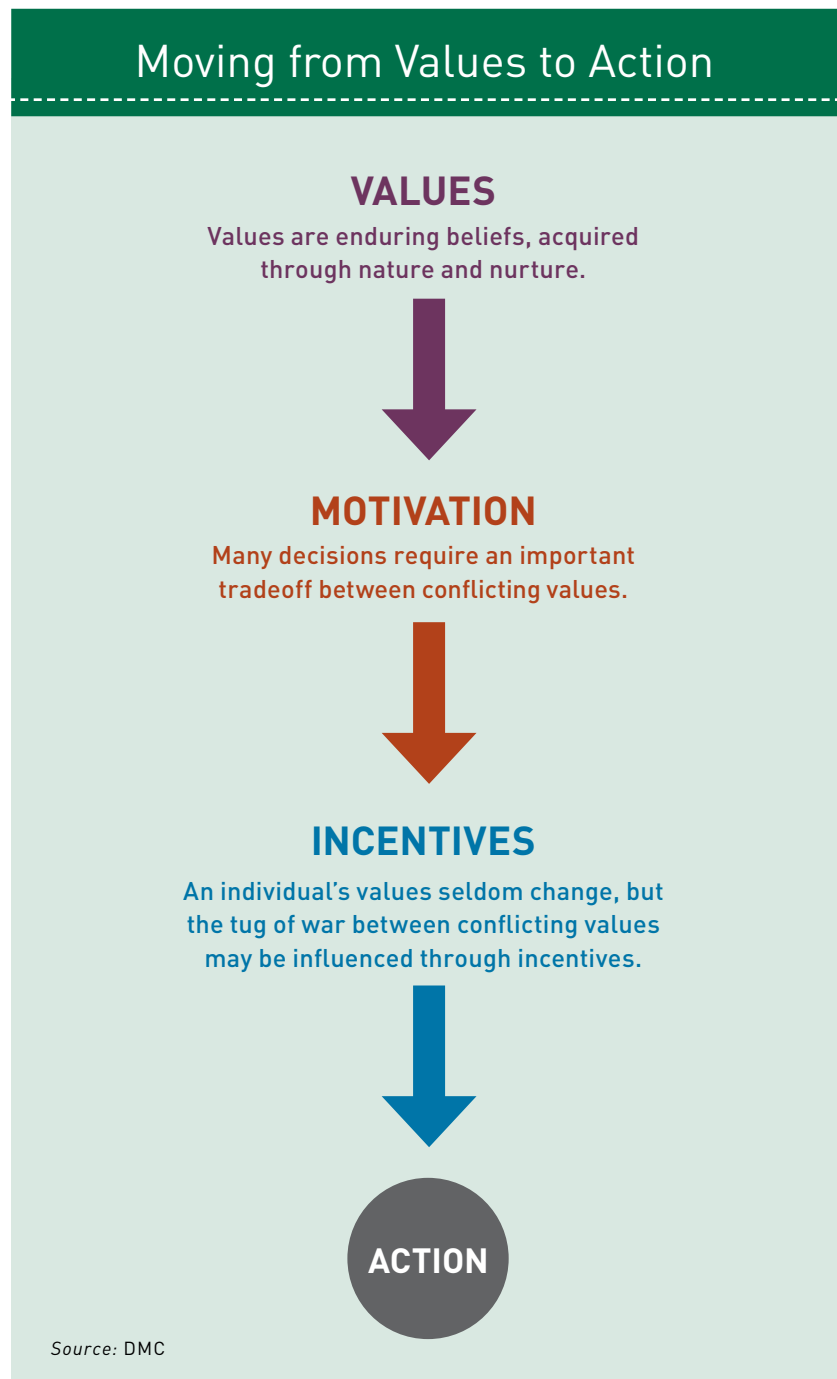 Moving from Values to Action
VALUES
Values are enduring beliefs, acquired
through nature and nurture.
MOTIVATION
Many decisions require an important
tradeoff between conflicting values.
INCENTIVES
An individual’s values seldom change, but
the tug of war between conflicting values
may be influenced through incentives.
ACTION
Source: DMC